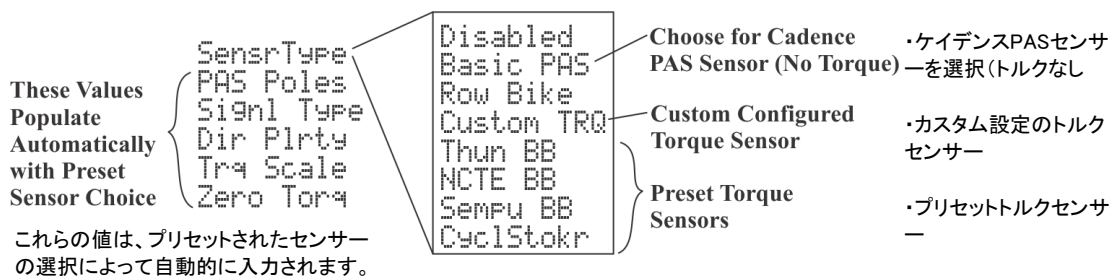 SensrType
PAS Poles
Signl Type
Dir Plrty
Trq Scale
Zero Torq
These Values
Populate
Automatically
with Preset
Sensor Choice
これらの値は、プリセットされたセンサー
の選択によって自動的に入力されます。
Disabled
Basic PAS
Row Bike
Custom TRQ
Thun BB
NCTE BB
Sempu BB
CyclStokr
Choose for Cadence
PAS Sensor (No Torque)
Custom Configured
Torque Sensor
Preset Torque
Sensors
・ケイデンスPASセンサ
ーを選択（トルクなし
・カスタム設定のトルク
センサー
・プリセットトルクセンサ
ー